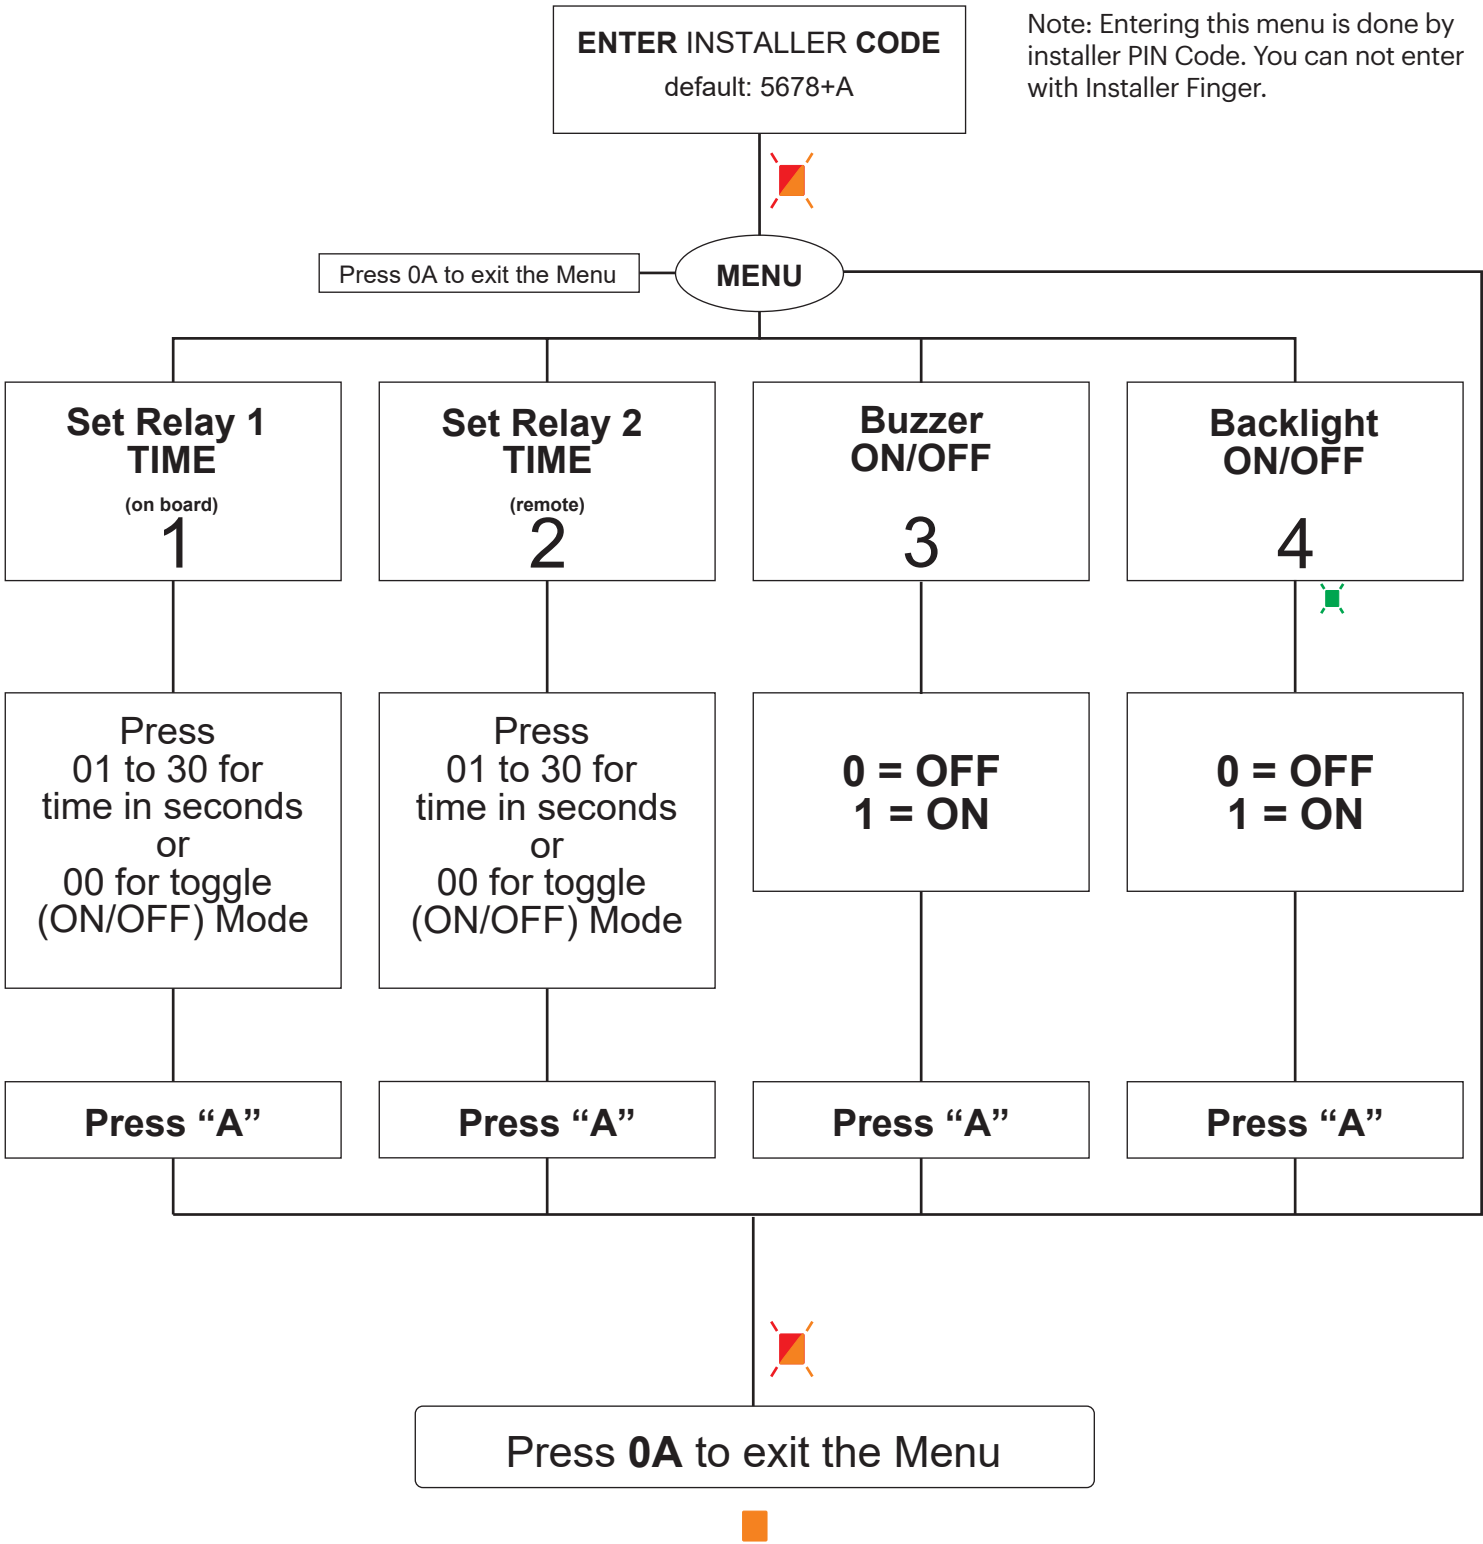 ENTER INSTALLER CODE
default: 5678+A
Note: Entering this menu is done by
installer PIN Code. You can not enter
with Installer Finger.
Press 0A to exit the Menu
MENU
Set Relay 1
TIME
(on board)
1
Set Relay 2
TIME
(remote)
2
Buzzer
ON/OFF
3
Backlight
ON/OFF
4
Press
01 to 30 for
time in seconds
or
00 for toggle
(ON/OFF) Mode
Press
01 to 30 for
time in seconds
or
00 for toggle
(ON/OFF) Mode
0 = OFF
1 = ON
0 = OFF
1 = ON
Press “A”
Press “A”
Press “A”
Press “A”
Press 0A to exit the Menu